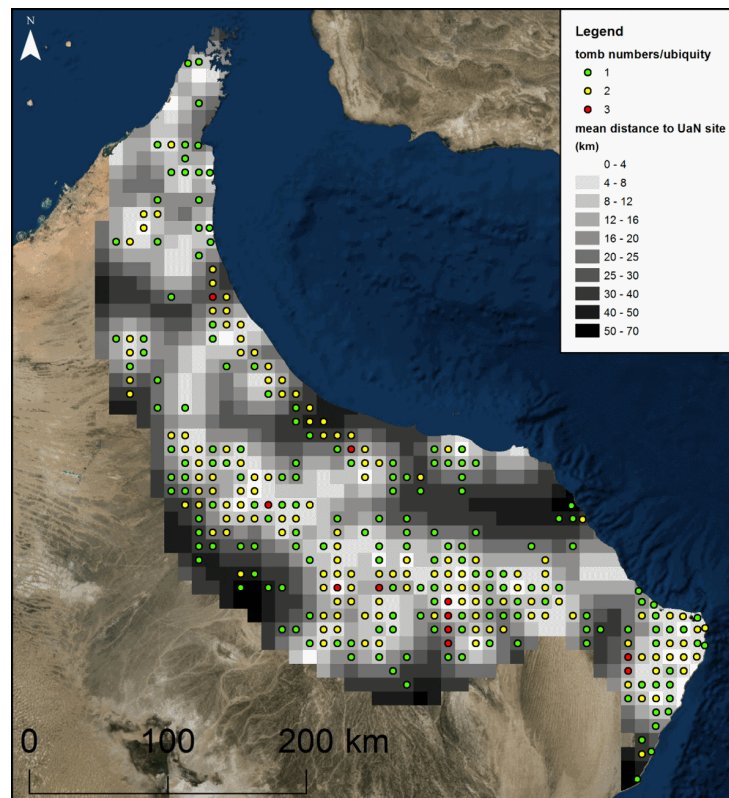 N
Legend
tomb numbers/ubiquity
1
2
3
mean distance to UaN site
(km)
0 - 4
4 - 8
8 - 12
12 - 16
16 - 20
20 - 25
25 - 30
30 - 40
40 - 50
50 - 70
0 100 200 km